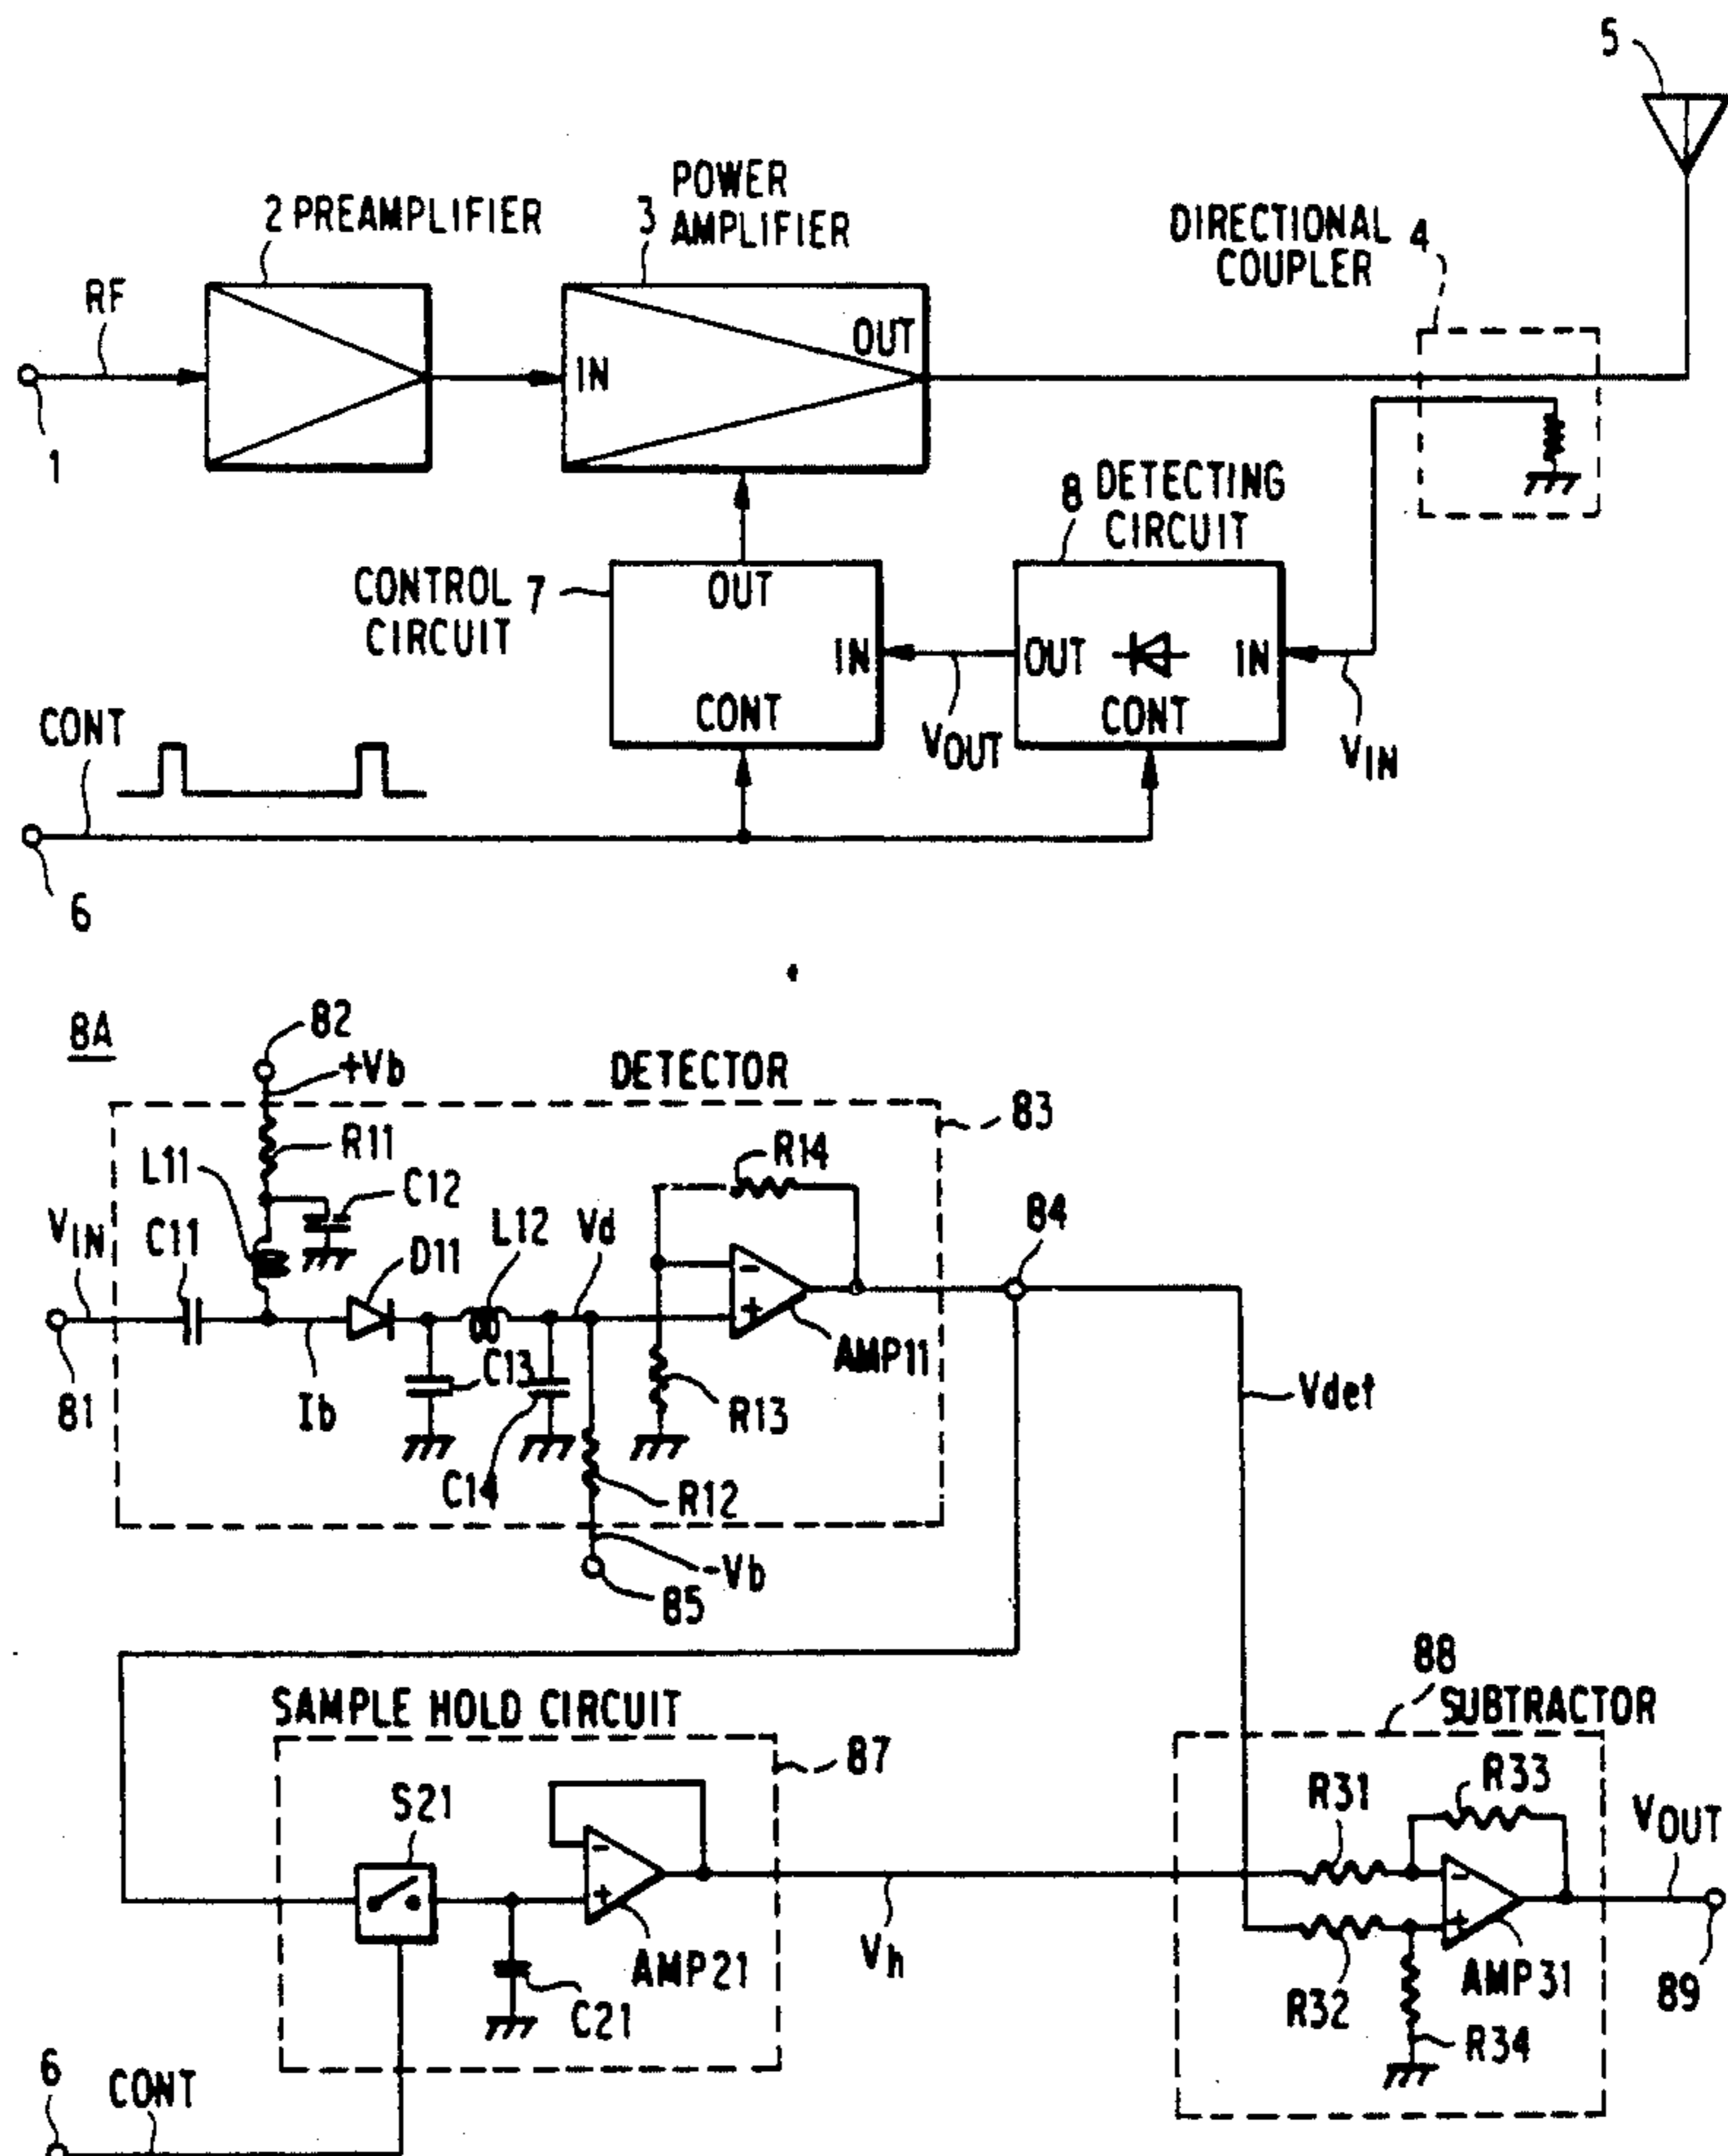 5
2 PREAMPLIFIER
3 POWER
AMPLIFIER
DIRECTIONAL 4
COUPLER
RF
IN
OUT
1
8 DETECTING
CIRCUIT
CONTROL 7
CIRCUIT
OUT
IN
CONT
OUT
IN
CONT
VOUT
VIN
CONT
6
8A
82
+Vb
DETECTOR
83
R11
L11
C12
R14
VIN
C11
D11
L12
Vd
84
-
+
AMP11
81
Ib
C13
R13
Vdet
C14
R12
-Vb
85
88
SUBTRACTOR
SAMPLE HOLD CIRCUIT
87
S21
R31
R33
VOUT
-
+
-
+
AMP21
Vh
C21
R32
AMP31
89
R34
6
CONT